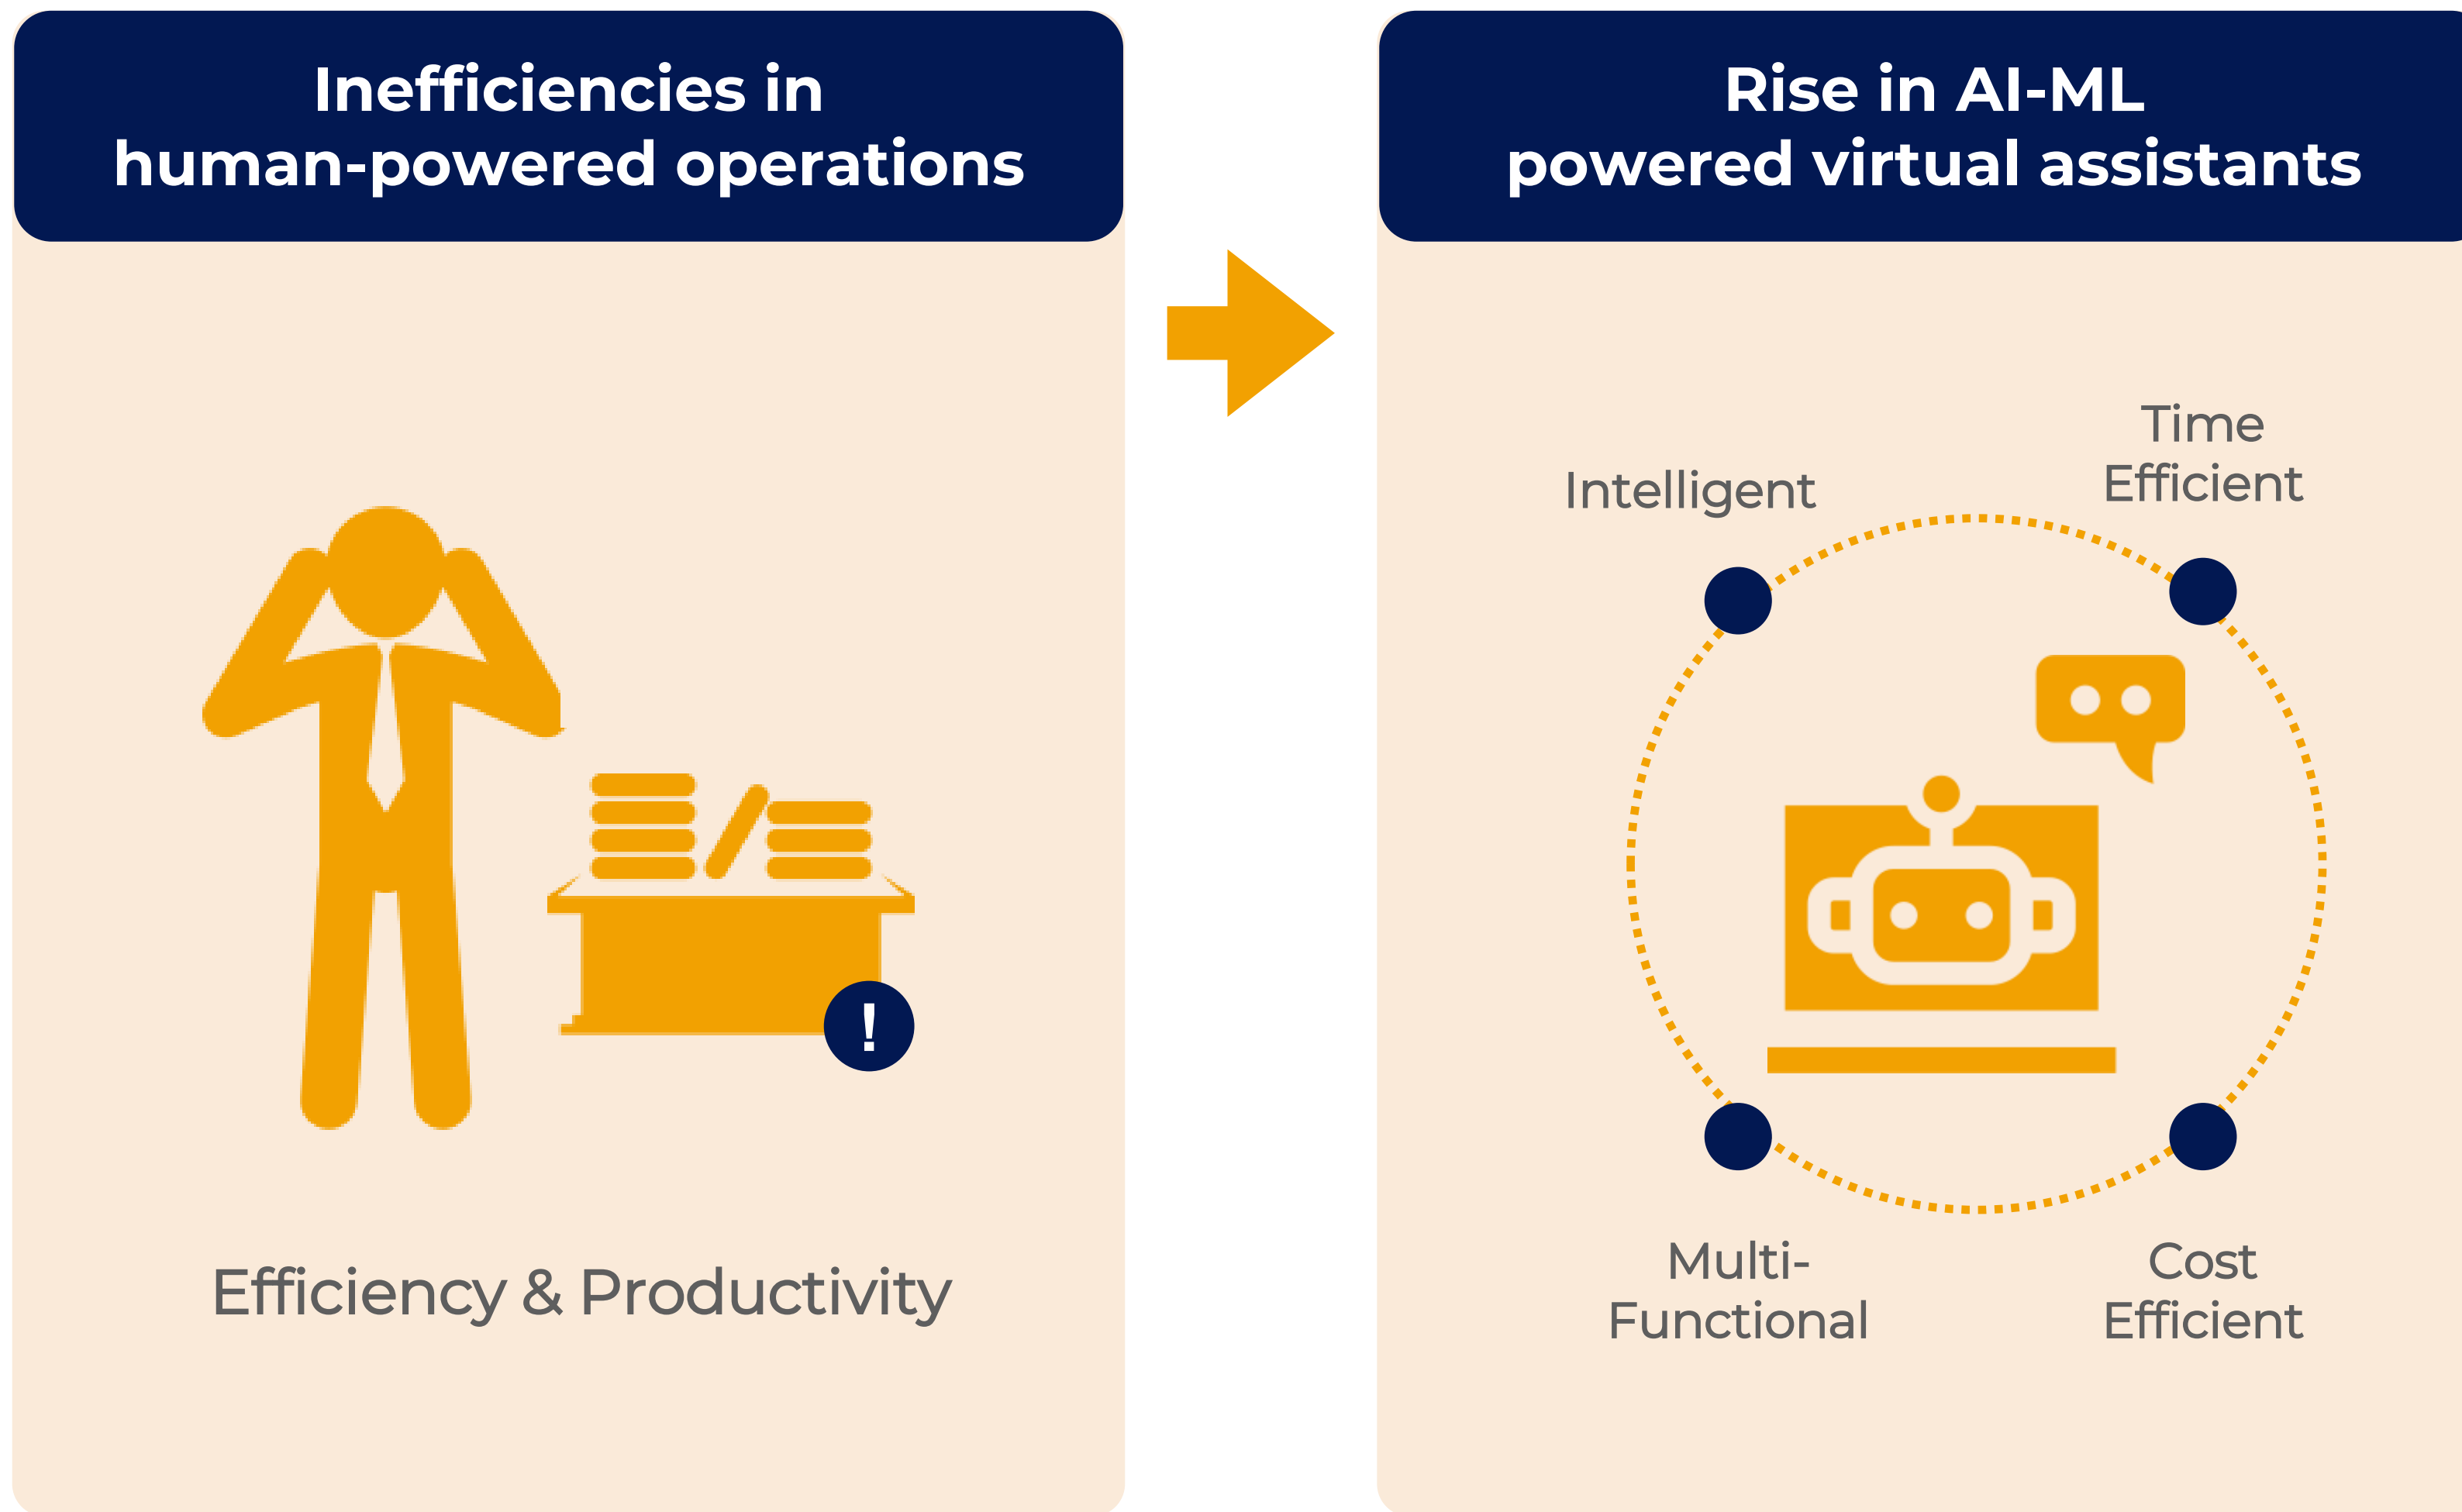 Inefficiencies in
human-powered operations
!
Efficiency & Productivity
Rise in AI-ML
powered virtual assistants
Intelligent
Time
Efficient
Multi-
Functional
Cost
Efficient